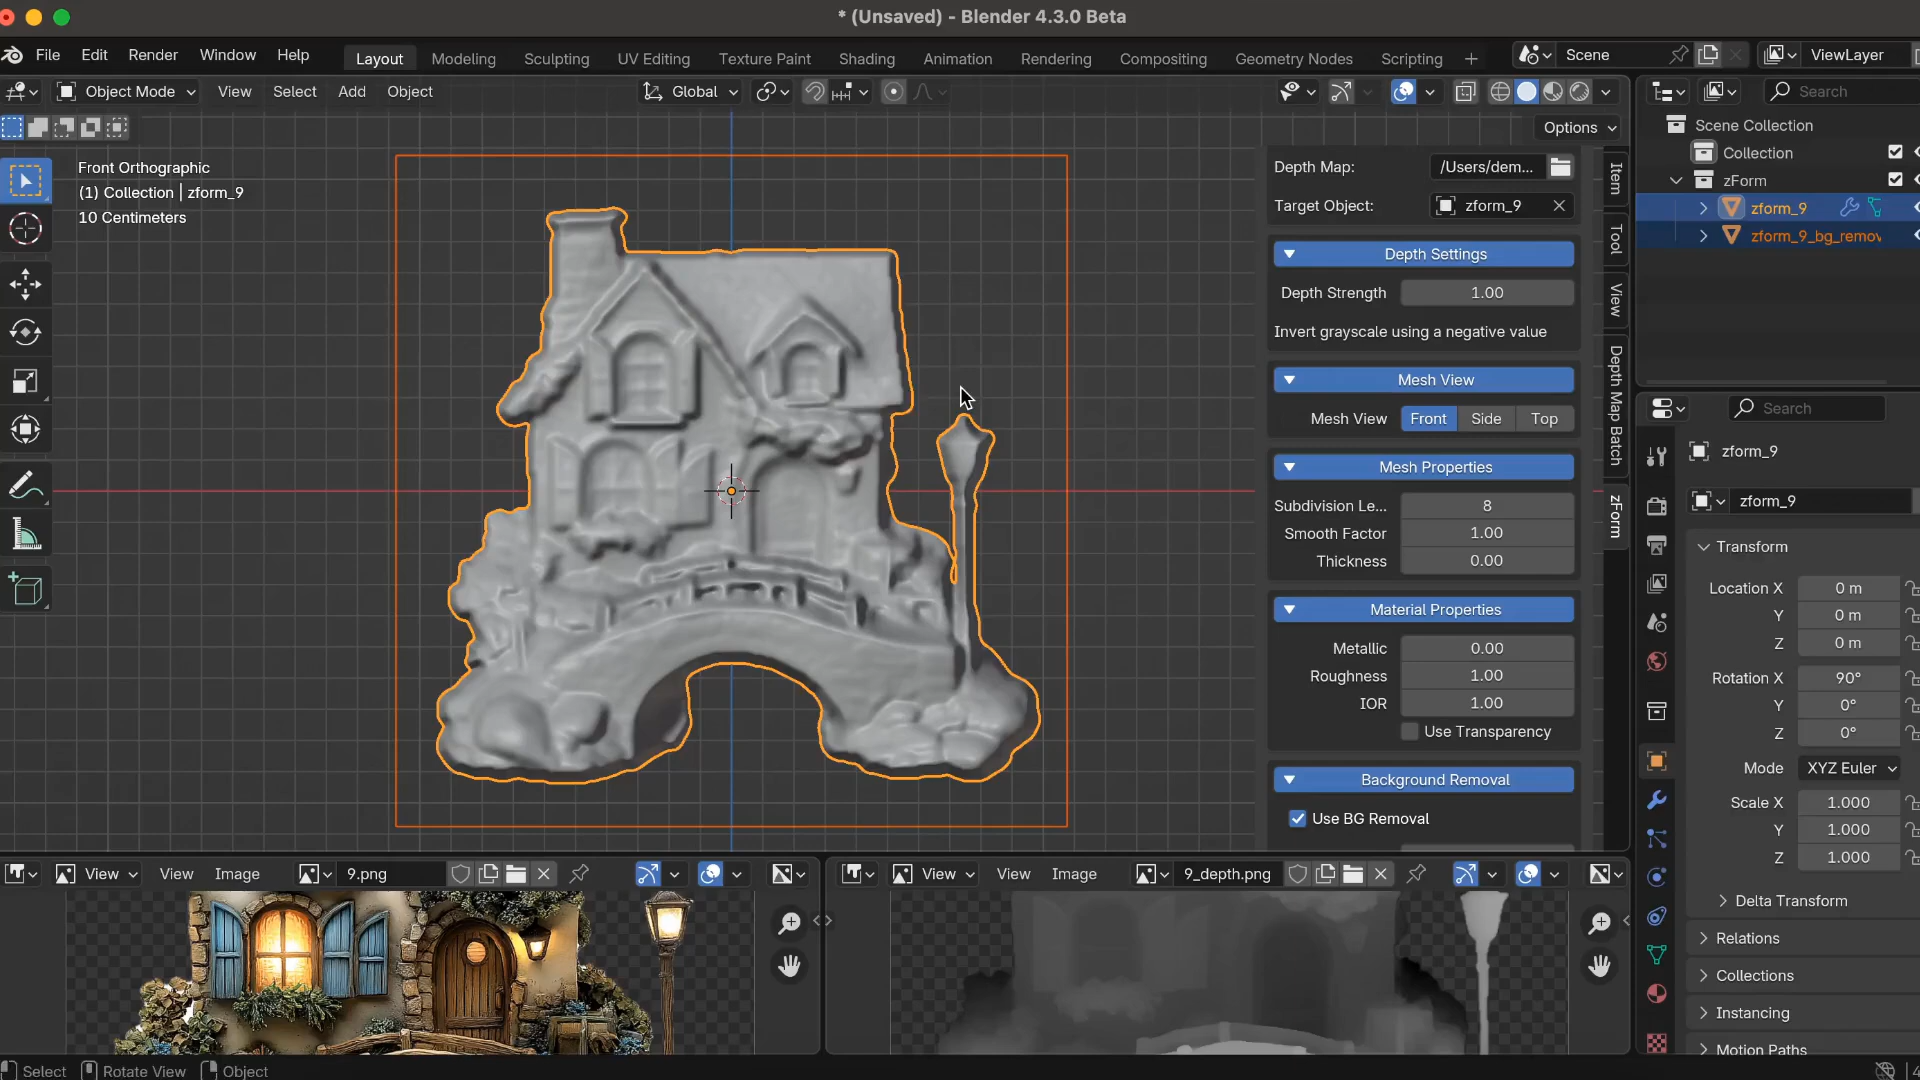 * (Unsaved) - Blender 4.3.0 Beta
File Edit Render Window Help
Layout Modeling Sculpting UV Editing Texture Paint Shading Animation Rendering Compositing Geometry Nodes Scripting +
Scene
ViewLayer
Object Mode View Select Add Object
Global
Search
Options
Front Orthographic
(1) Collection | zform_9
10 Centimeters
Depth Map: /Users/dem...
Target Object: zform_9
Depth Settings
Depth Strength 1.00
Invert grayscale using a negative value
Mesh View
Mesh View Front Side Top
Mesh Properties
Subdivision Le... 8
Smooth Factor 1.00
Thickness 0.00
Material Properties
Metallic 0.00
Roughness 1.00
IOR 1.00
Use Transparency
Background Removal
Use BG Removal
Item
Tool
View
Depth Map Batch
zForm
Scene Collection
Collection
zForm
zform_9
zform_9_bg_remov
Search
zform_9
zform_9
Transform
Location X 0 m
Y 0 m
Z 0 m
Rotation X 90°
Y 0°
Z 0°
Mode XYZ Euler
Scale X 1.000
Y 1.000
Z 1.000
Delta Transform
Relations
Collections
Instancing
Motion Paths
View View Image 9.png
View View Image 9_depth.png
Select Rotate View Object